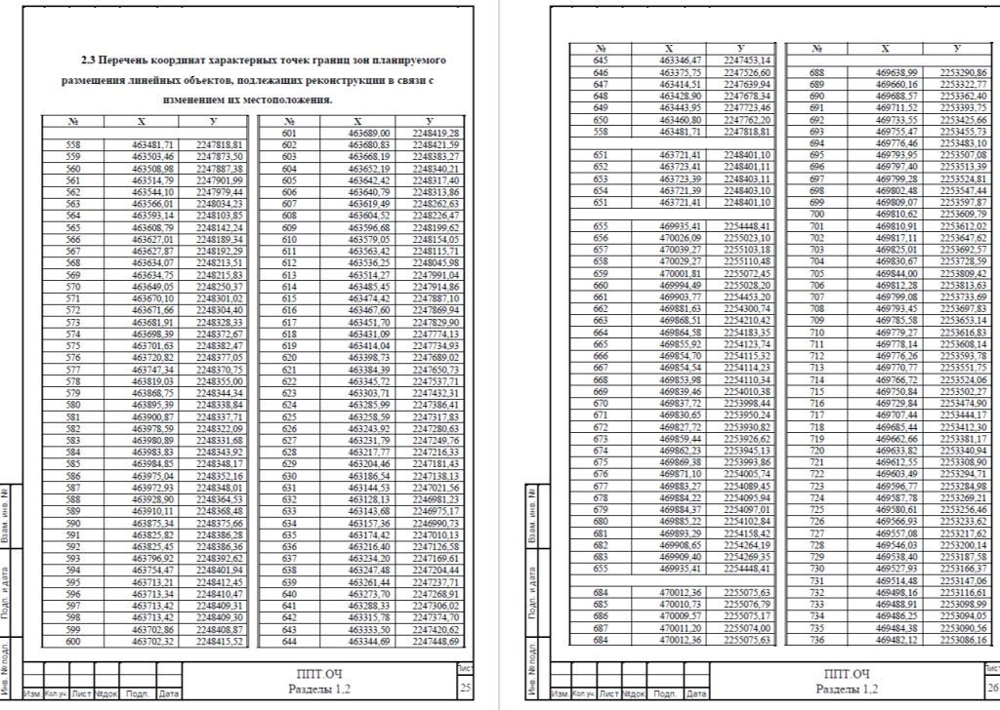 2.3 Перечень координат характерных точек границ зон планируемого
размещения линейных объектов, подлежащих реконструкции в связи с
изменением их местоположения.
№ X У
558 463481,71 2247818,81
559 463503,46 2247873,50
560 463508,98 2247887,38
561 463514,79 2247901,99
562 463544,10 2247979,44
563 463566,01 2248034,23
564 463593,14 2248103,85
565 463608,79 2248142,24
566 463627,01 2248189,34
567 463627,87 2248192,29
568 463634,07 2248213,51
569 463634,75 2248215,83
570 463649,05 2248250,37
571 463670,10 2248301,02
572 463671,66 2248304,40
573 463681,91 2248328,33
574 463698,39 2248372,67
575 463701,63 2248382,47
576 463720,82 2248377,05
577 463747,34 2248370,75
578 463819,03 2248355,00
579 463868,75 2248344,34
580 463895,39 2248338,84
581 463900,87 2248337,71
582 463978,59 2248322,09
583 463980,89 2248331,68
584 463983,83 2248343,92
585 463984,85 2248348,17
586 463975,04 2248352,16
587 463972,93 2248348,01
588 463928,90 2248364,53
589 463910,11 2248368,48
590 463875,34 2248375,66
591 463825,82 2248386,28
592 463825,45 2248386,36
593 463796,92 2248392,62
594 463754,47 2248401,94
595 463713,21 2248412,45
596 463713,34 2248410,47
597 463713,42 2248409,31
598 463713,42 2248409,30
599 463702,86 2248408,87
600 463702,32 2248415,52
№ X У
601 463689,00 2248419,28
602 463680,83 2248421,59
603 463668,19 2248383,27
604 463652,19 2248340,21
605 463642,42 2248317,40
606 463640,79 2248313,86
607 463619,49 2248262,63
608 463604,52 2248226,47
609 463596,68 2248199,62
610 463579,05 2248154,05
611 463563,42 2248115,71
612 463536,25 2248045,98
613 463514,27 2247991,04
614 463485,45 2247914,86
615 463474,42 2247887,10
616 463467,60 2247869,94
617 463451,70 2247829,90
618 463431,09 2247774,13
619 463414,04 2247734,93
620 463398,73 2247689,02
621 463384,39 2247650,73
622 463345,72 2247537,71
623 463303,71 2247432,31
624 463285,99 2247386,41
625 463258,59 2247317,83
626 463243,92 2247280,63
627 463231,79 2247249,76
628 463217,77 2247216,33
629 463204,46 2247181,43
630 463186,54 2247138,13
631 463144,53 2247021,56
632 463128,13 2246981,23
633 463143,68 2246975,17
634 463157,36 2246990,73
635 463174,42 2247010,13
636 463216,40 2247126,58
637 463234,20 2247169,61
638 463247,48 2247204,44
639 463261,44 2247237,71
640 463273,70 2247268,91
641 463288,33 2247306,02
642 463315,78 2247374,70
643 463333,50 2247420,62
644 463344,69 2247448,69
Взам. инв. №
Подп. и дата
Инв. № подл.
Изм. Кол.уч. Лист №док. Подп. Дата
ППТ.ОЧ
Разделы 1,2
Лист
25
№ X У
645 463346,47 2247453,14
646 463375,75 2247526,60
647 463414,51 2247639,94
648 463428,90 2247678,34
649 463443,95 2247723,46
650 463460,80 2247762,20
558 463481,71 2247818,81
651 463721,41 2248401,10
652 463723,41 2248401,11
653 463723,39 2248403,11
654 463721,39 2248403,10
651 463721,41 2248401,10
655 469935,41 2254448,41
656 470026,09 2255023,10
657 470039,27 2255103,18
658 470029,27 2255110,48
659 470001,81 2255072,45
660 469994,49 2255028,20
661 469903,77 2254453,20
662 469881,63 2254300,74
663 469868,51 2254210,42
664 469864,58 2254183,35
665 469855,92 2254123,74
666 469854,70 2254115,32
667 469854,54 2254114,23
668 469853,98 2254110,34
669 469839,46 2254010,38
670 469837,72 2253998,44
671 469830,65 2253950,24
672 469827,72 2253930,82
673 469859,44 2253926,62
674 469862,23 2253945,13
675 469869,38 2253993,86
676 469871,10 2254005,74
677 469883,27 2254089,45
678 469884,22 2254095,94
679 469884,37 2254097,01
680 469885,22 2254102,84
681 469893,29 2254158,42
682 469908,65 2254264,19
683 469909,40 2254269,35
655 469935,41 2254448,41
684 470012,36 2255075,63
685 470010,73 2255076,79
686 470009,57 2255075,17
687 470011,20 2255074,00
684 470012,36 2255075,63
№ X У
688 469638,99 2253290,86
689 469660,16 2253322,77
690 469688,57 2253362,40
691 469711,52 2253393,75
692 469733,55 2253425,66
693 469755,47 2253455,73
694 469776,46 2253483,10
695 469793,95 2253507,08
696 469797,40 2253513,39
697 469799,28 2253524,81
698 469802,48 2253547,44
699 469809,07 2253597,87
700 469810,62 2253609,79
701 469810,91 2253612,02
702 469817,11 2253647,62
703 469825,01 2253692,57
704 469830,67 2253728,59
705 469844,00 2253809,42
706 469812,28 2253813,63
707 469799,08 2253733,69
708 469793,45 2253697,83
709 469785,58 2253653,14
710 469779,27 2253616,83
711 469778,14 2253608,14
712 469776,26 2253593,78
713 469770,77 2253551,75
714 469766,72 2253524,06
715 469750,84 2253502,27
716 469729,84 2253474,90
717 469707,44 2253444,17
718 469685,44 2253412,30
719 469662,66 2253381,17
720 469633,82 2253340,94
721 469612,55 2253308,90
722 469603,49 2253294,71
723 469596,77 2253284,98
724 469587,78 2253269,21
725 469580,61 2253256,46
726 469566,93 2253233,62
727 469557,08 2253217,62
728 469546,03 2253200,14
729 469538,40 2253187,58
730 469527,93 2253166,37
731 469514,48 2253147,06
732 469498,16 2253116,61
733 469488,91 2253098,99
734 469486,25 2253094,05
735 469484,38 2253090,56
736 469482,12 2253086,16
Взам. инв. №
Подп. и дата
Инв. № подл.
Изм. Кол.уч. Лист №док. Подп. Дата
ППТ.ОЧ
Разделы 1,2
Лист
26